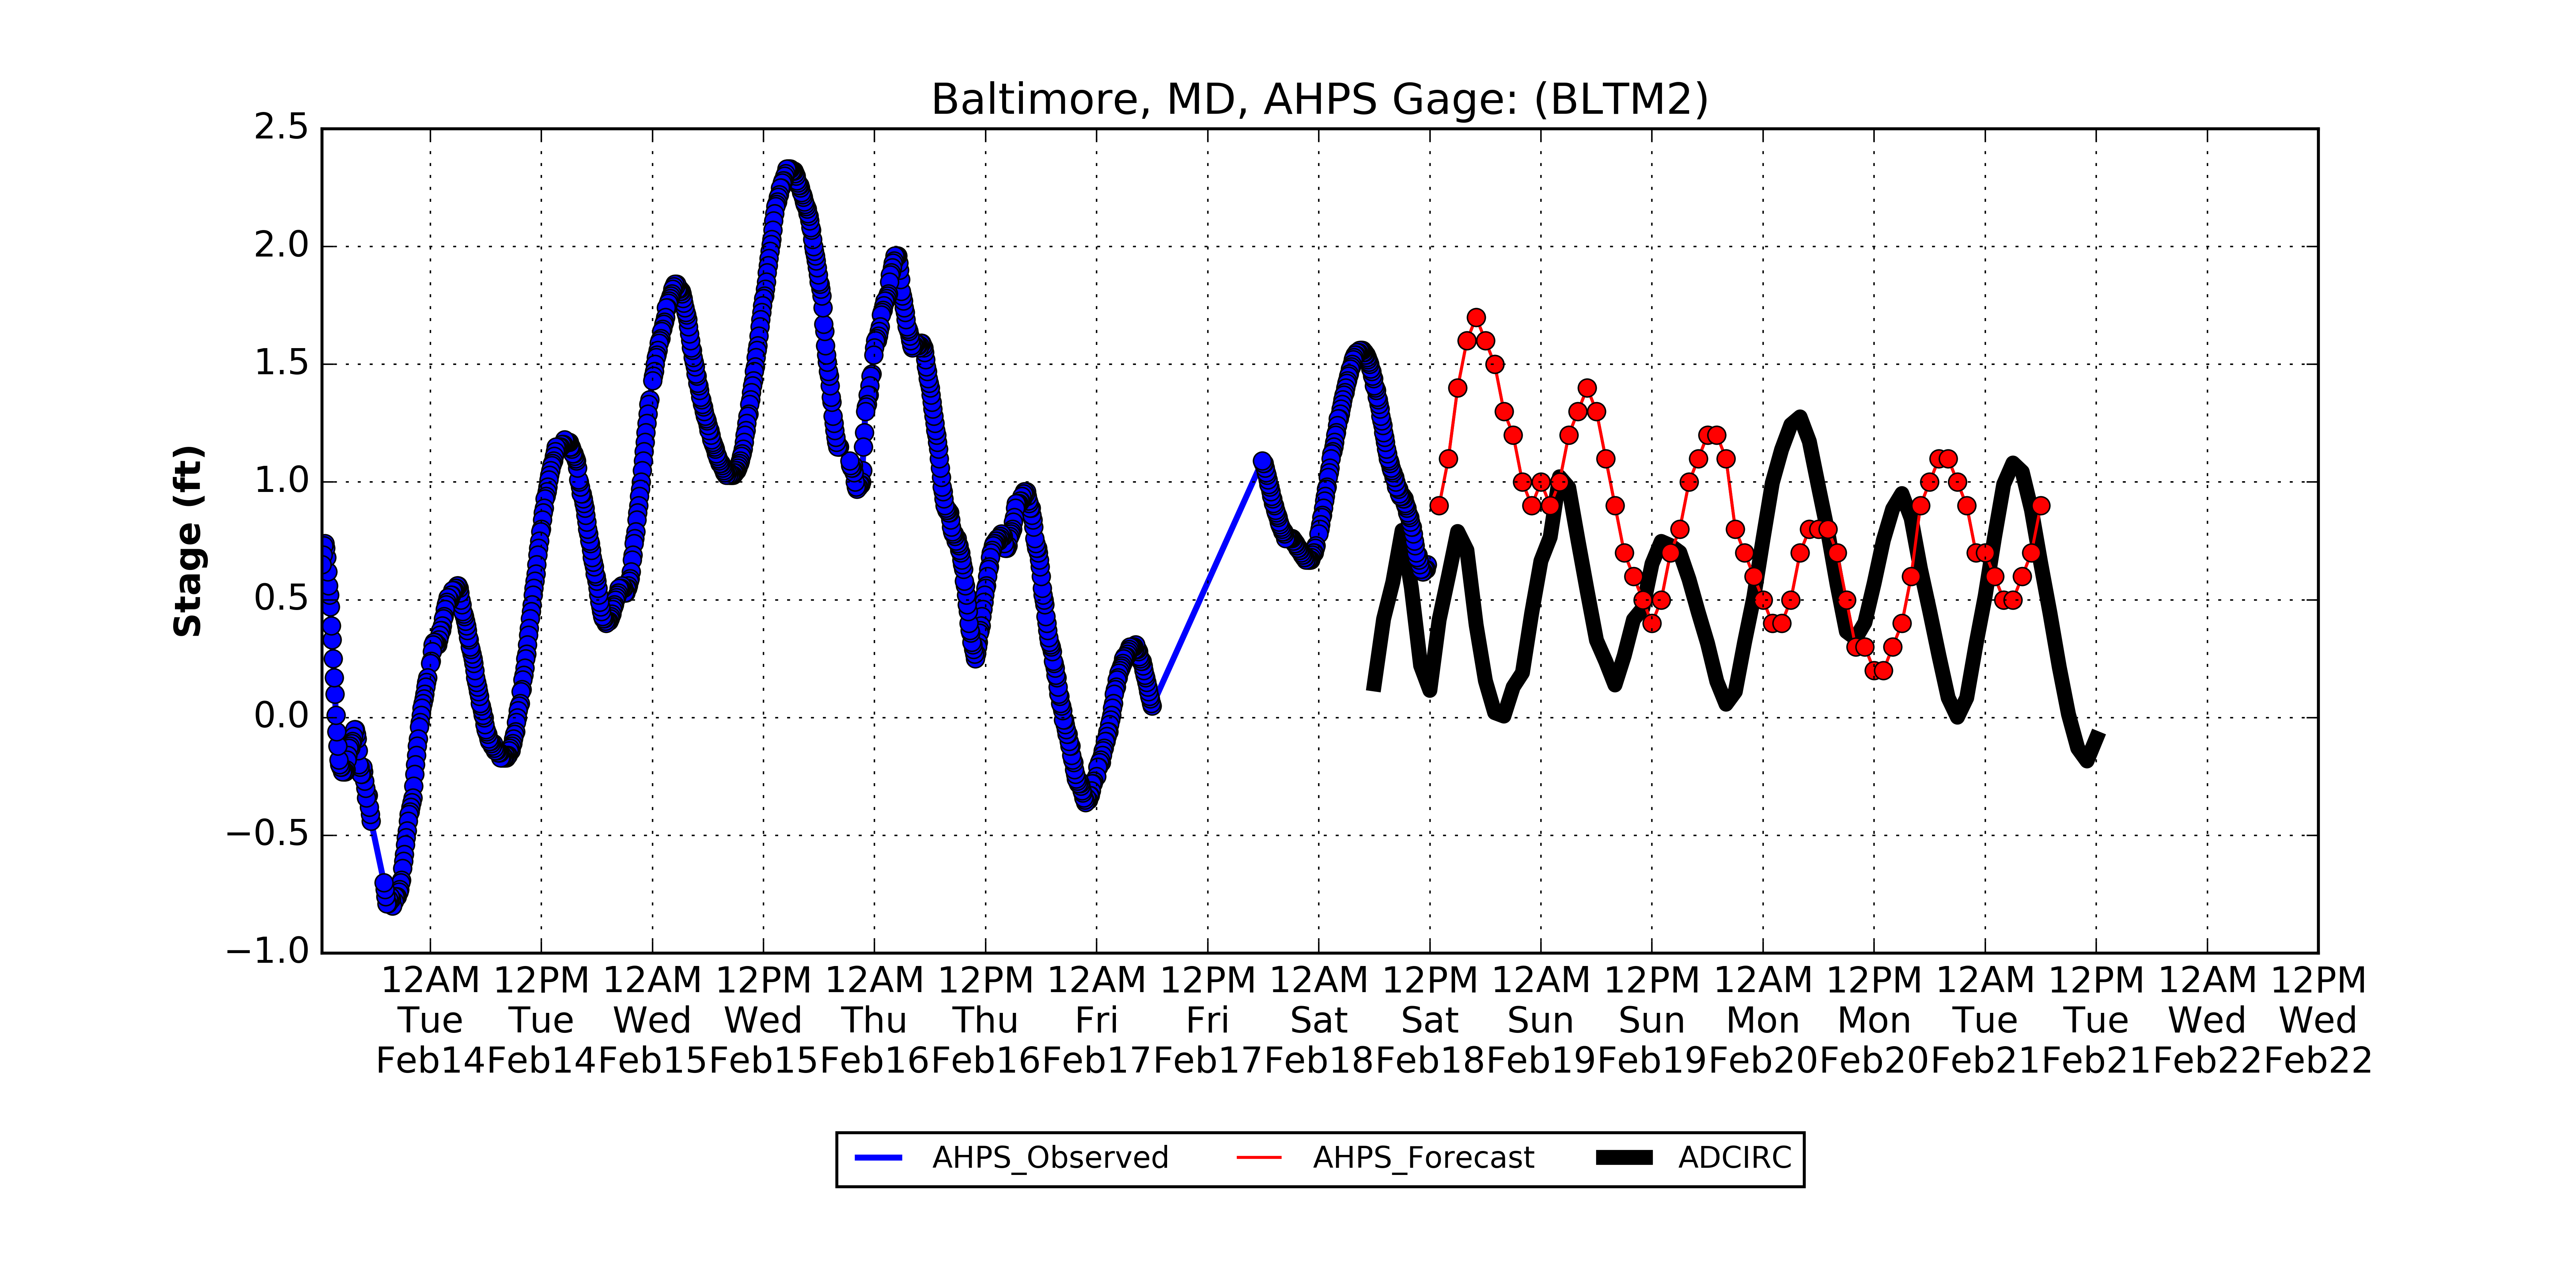 Baltimore, MD, AHPS Gage: (BLTM2)
2.5
2.0
1.5
1.0
0.5
0.0
−0.5
−1.0
Stage (ft)
12AM 12PM 12AM 12PM 12AM 12PM 12AM 12PM 12AM 12PM 12AM 12PM 12AM 12PM 12AM 12PM 12AM 12PM
Tue Tue Wed Wed Thu Thu Fri Fri Sat Sat Sun Sun Mon Mon Tue Tue Wed Wed
Feb14 Feb14 Feb15 Feb15 Feb16 Feb16 Feb17 Feb17 Feb18 Feb18 Feb19 Feb19 Feb20 Feb20 Feb21 Feb21 Feb22 Feb22
AHPS_Observed AHPS_Forecast ADCIRC